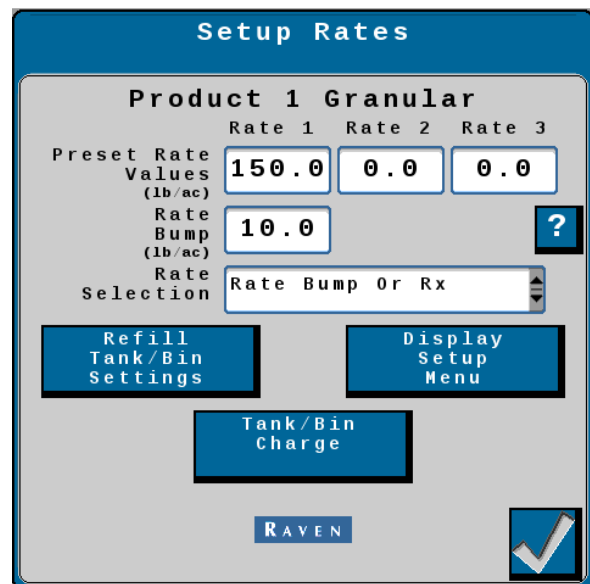 Setup Rates
Product 1 Granular
Rate 1 Rate 2 Rate 3
Preset Rate
Values
(lb/ac)
150.0 0.0 0.0
Rate
Bump
(lb/ac)
10.0
?
Rate
Selection
Rate Bump Or Rx
Refill
Tank/Bin
Settings
Display
Setup
Menu
Tank/Bin
Charge
RAVEN